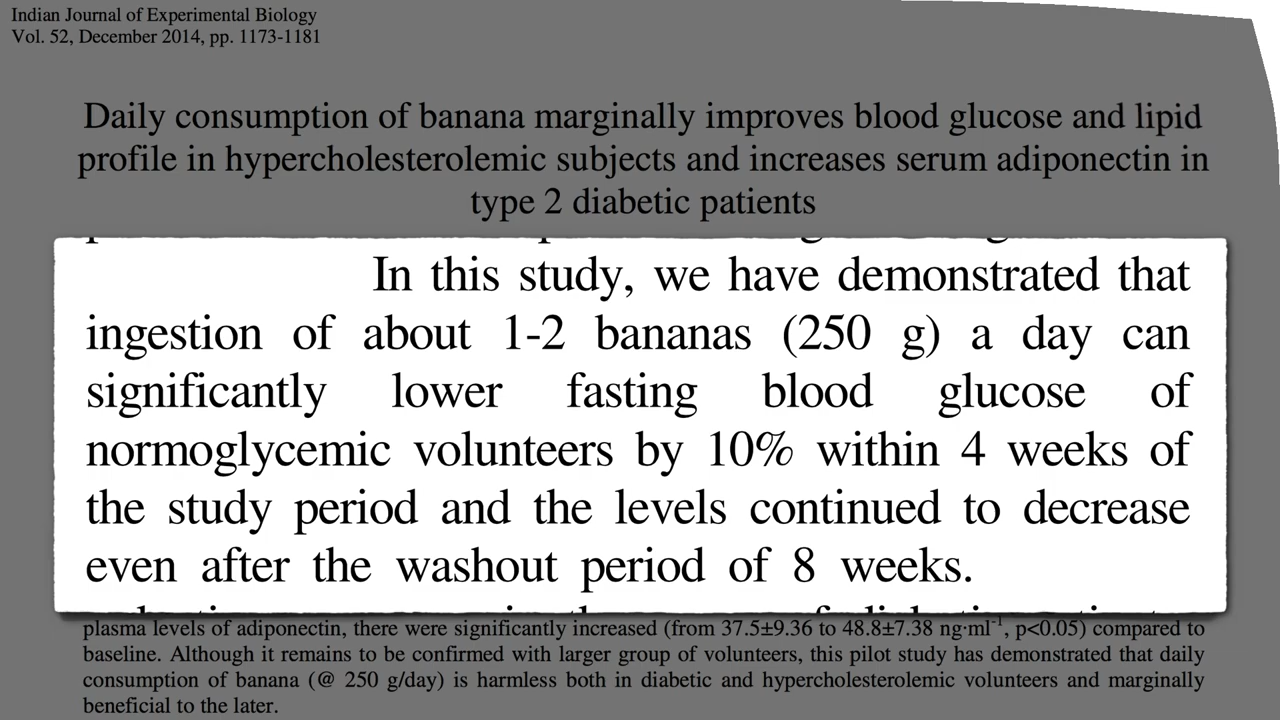 Indian Journal of Experimental Biology
Vol. 52, December 2014, pp. 1173-1181
Daily consumption of banana marginally improves blood glucose and lipid
profile in hypercholesterolemic subjects and increases serum adiponectin in
type 2 diabetic patients
In this study, we have demonstrated that
ingestion of about 1-2 bananas (250 g) a day can
significantly lower fasting blood glucose of
normoglycemic volunteers by 10% within 4 weeks of
the study period and the levels continued to decrease
even after the washout period of 8 weeks.
plasma levels of adiponectin, there were significantly increased (from 37.5±9.36 to 48.8±7.38 ng·ml⁻¹, p<0.05) compared to
baseline. Although it remains to be confirmed with larger group of volunteers, this pilot study has demonstrated that daily
consumption of banana (@ 250 g/day) is harmless both in diabetic and hypercholesterolemic volunteers and marginally
beneficial to the later.